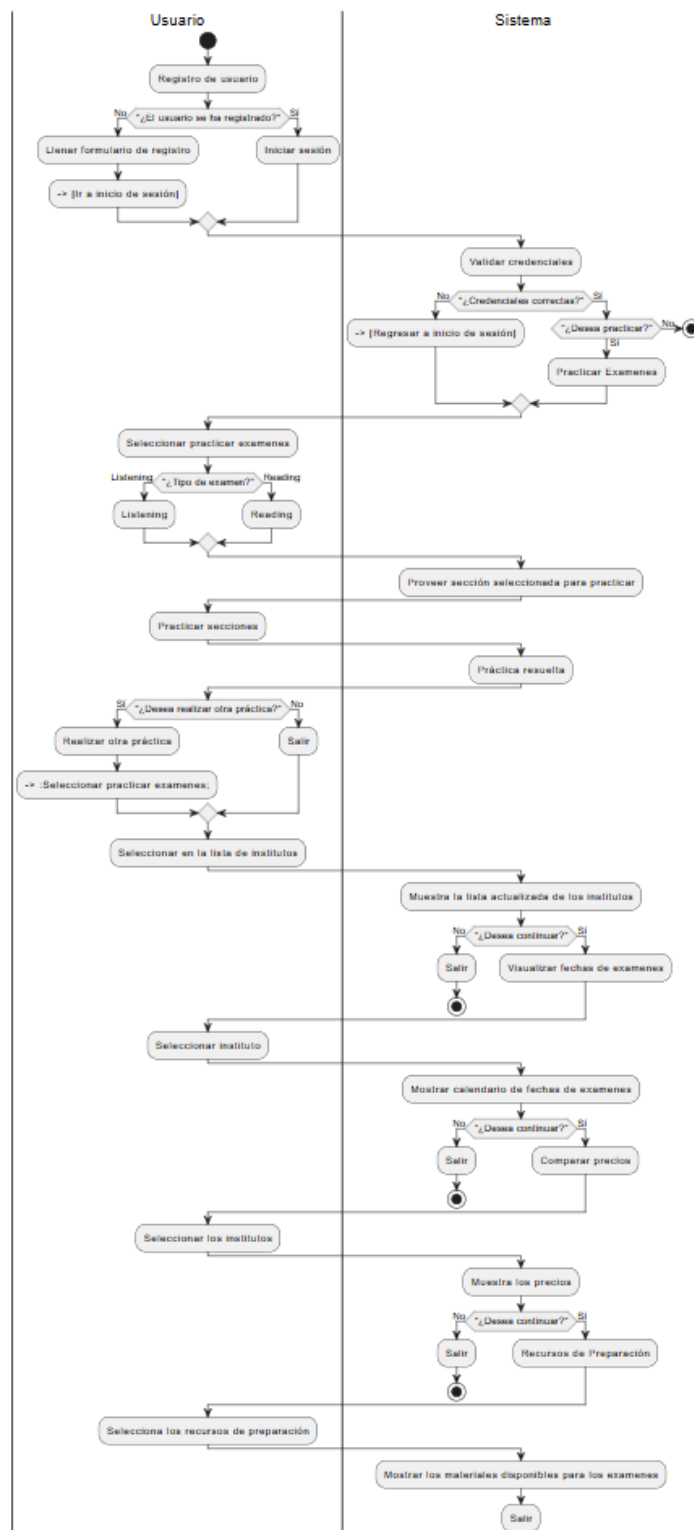 Usuario
Sistema
Registro de usuario
"¿El usuario se ha registrado?"
No
Sí
Llenar formulario de registro
Iniciar sesión
-> [Ir a inicio de sesión]
Validar credenciales
"¿Credenciales correctas?"
No
Sí
-> [Regresar a inicio de sesión]
"¿Desea practicar?"
No
Sí
Practicar Examenes
Seleccionar practicar examenes
"¿Tipo de examen?"
Listening
Reading
Listening
Reading
Proveer sección seleccionada para practicar
Practicar secciones
Práctica resuelta
"¿Desea realizar otra práctica?"
Sí
No
Realizar otra práctica
Salir
-> :Seleccionar practicar examenes;
Seleccionar en la lista de institutos
Muestra la lista actualizada de los institutos
"¿Desea continuar?"
No
Sí
Salir
Visualizar fechas de examenes
Seleccionar instituto
Mostrar calendario de fechas de examenes
"¿Desea continuar?"
No
Sí
Salir
Comparar precios
Seleccionar los institutos
Muestra los precios
"¿Desea continuar?"
No
Sí
Salir
Recursos de Preparación
Selecciona los recursos de preparación
Mostrar los materiales disponibles para los examenes
Salir